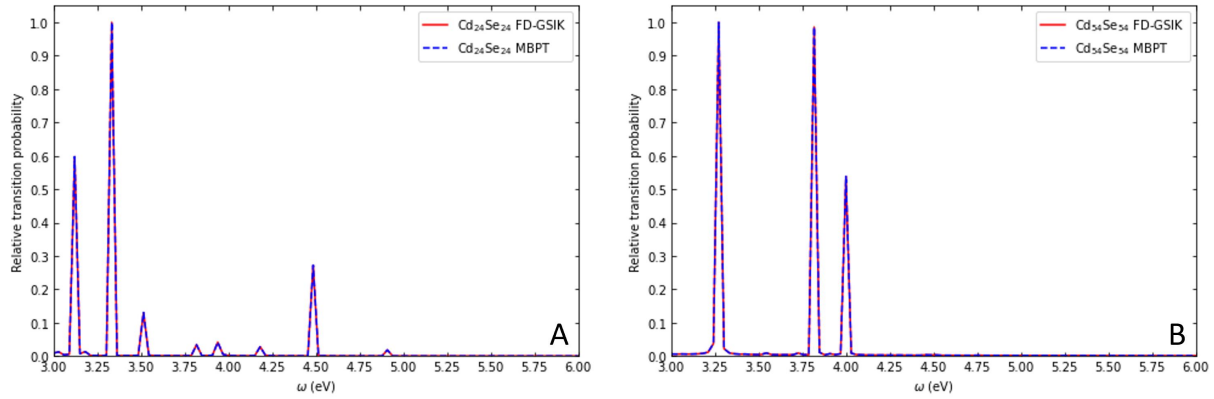 Relative transition probability
1.0
0.9
0.8
0.7
0.6
0.5
0.4
0.3
0.2
0.1
0.0
Cd₂₄Se₂₄ FD-GSIK
Cd₂₄Se₂₄ MBPT
A
3.00 3.25 3.50 3.75 4.00 4.25 4.50 4.75 5.00 5.25 5.50 5.75 6.00
ω (eV)
Relative transition probability
1.0
0.9
0.8
0.7
0.6
0.5
0.4
0.3
0.2
0.1
0.0
Cd₅₄Se₅₄ FD-GSIK
Cd₅₄Se₅₄ MBPT
B
3.00 3.25 3.50 3.75 4.00 4.25 4.50 4.75 5.00 5.25 5.50 5.75 6.00
ω (eV)